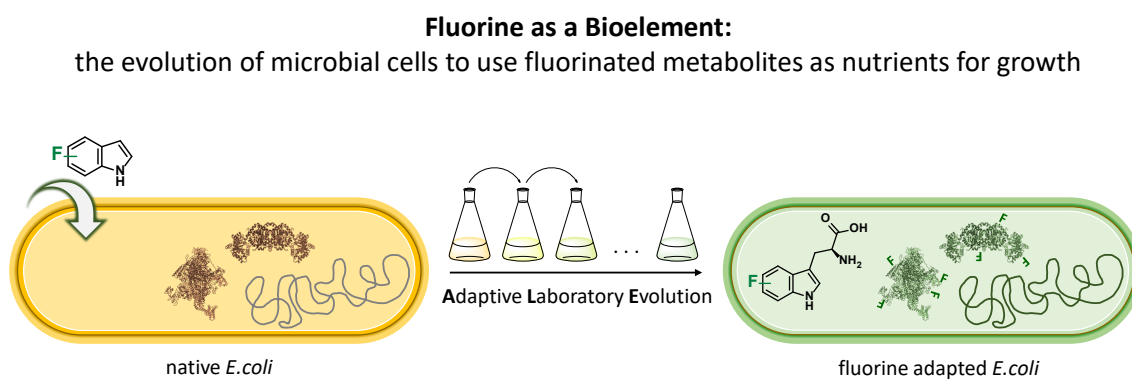 Fluorine as a Bioelement:
the evolution of microbial cells to use fluorinated metabolites as nutrients for growth
F
N
H
. . .
Adaptive Laboratory Evolution
O
OH
NH₂
F
N
H
F
F
F
F
F
F
F
native E.coli
fluorine adapted E.coli